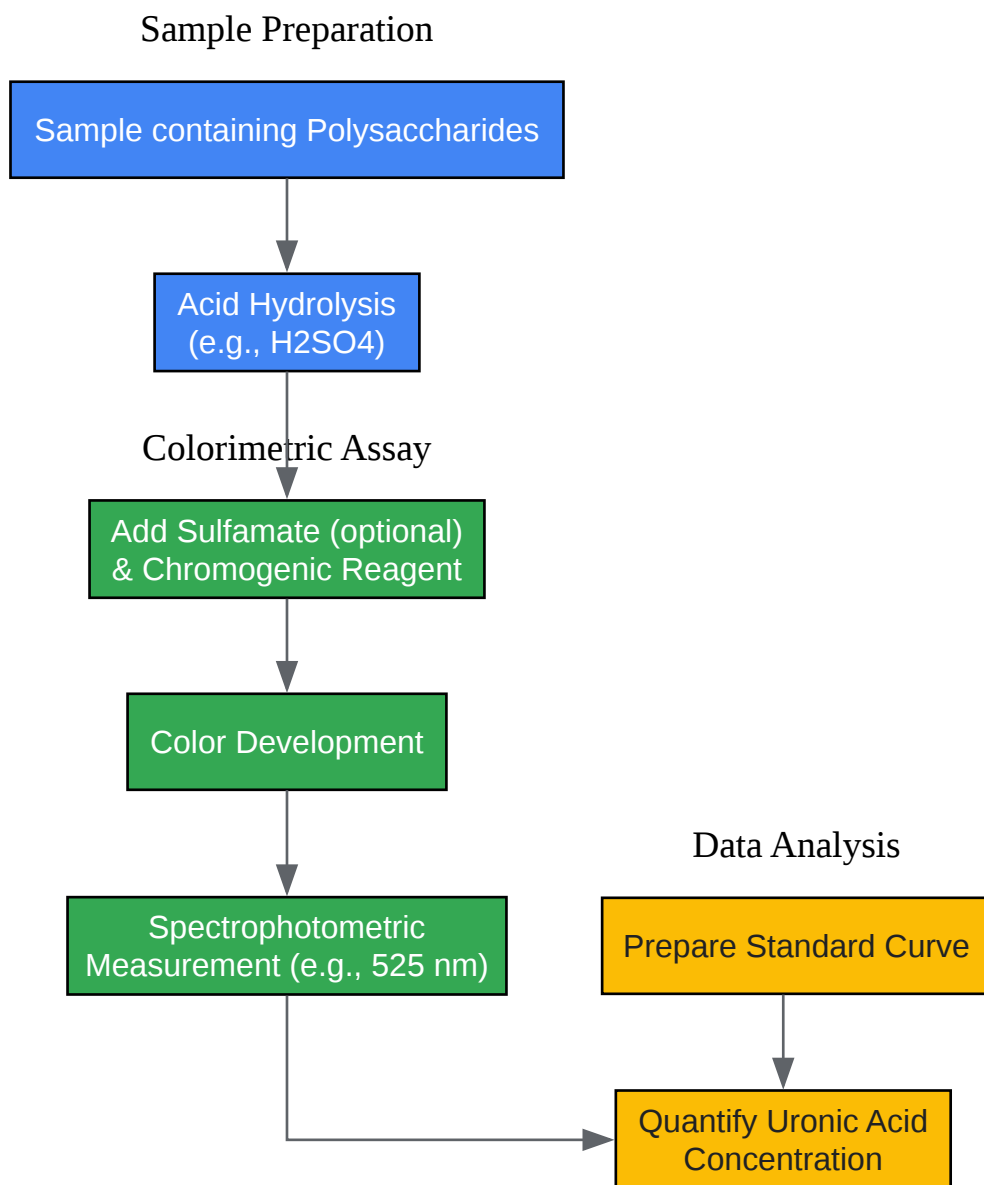 Sample Preparation
Sample containing Polysaccharides
Acid Hydrolysis
(e.g., H2SO4)
Colorimetric Assay
Add Sulfamate (optional)
& Chromogenic Reagent
Color Development
Spectrophotometric
Measurement (e.g., 525 nm)
Data Analysis
Prepare Standard Curve
Quantify Uronic Acid
Concentration